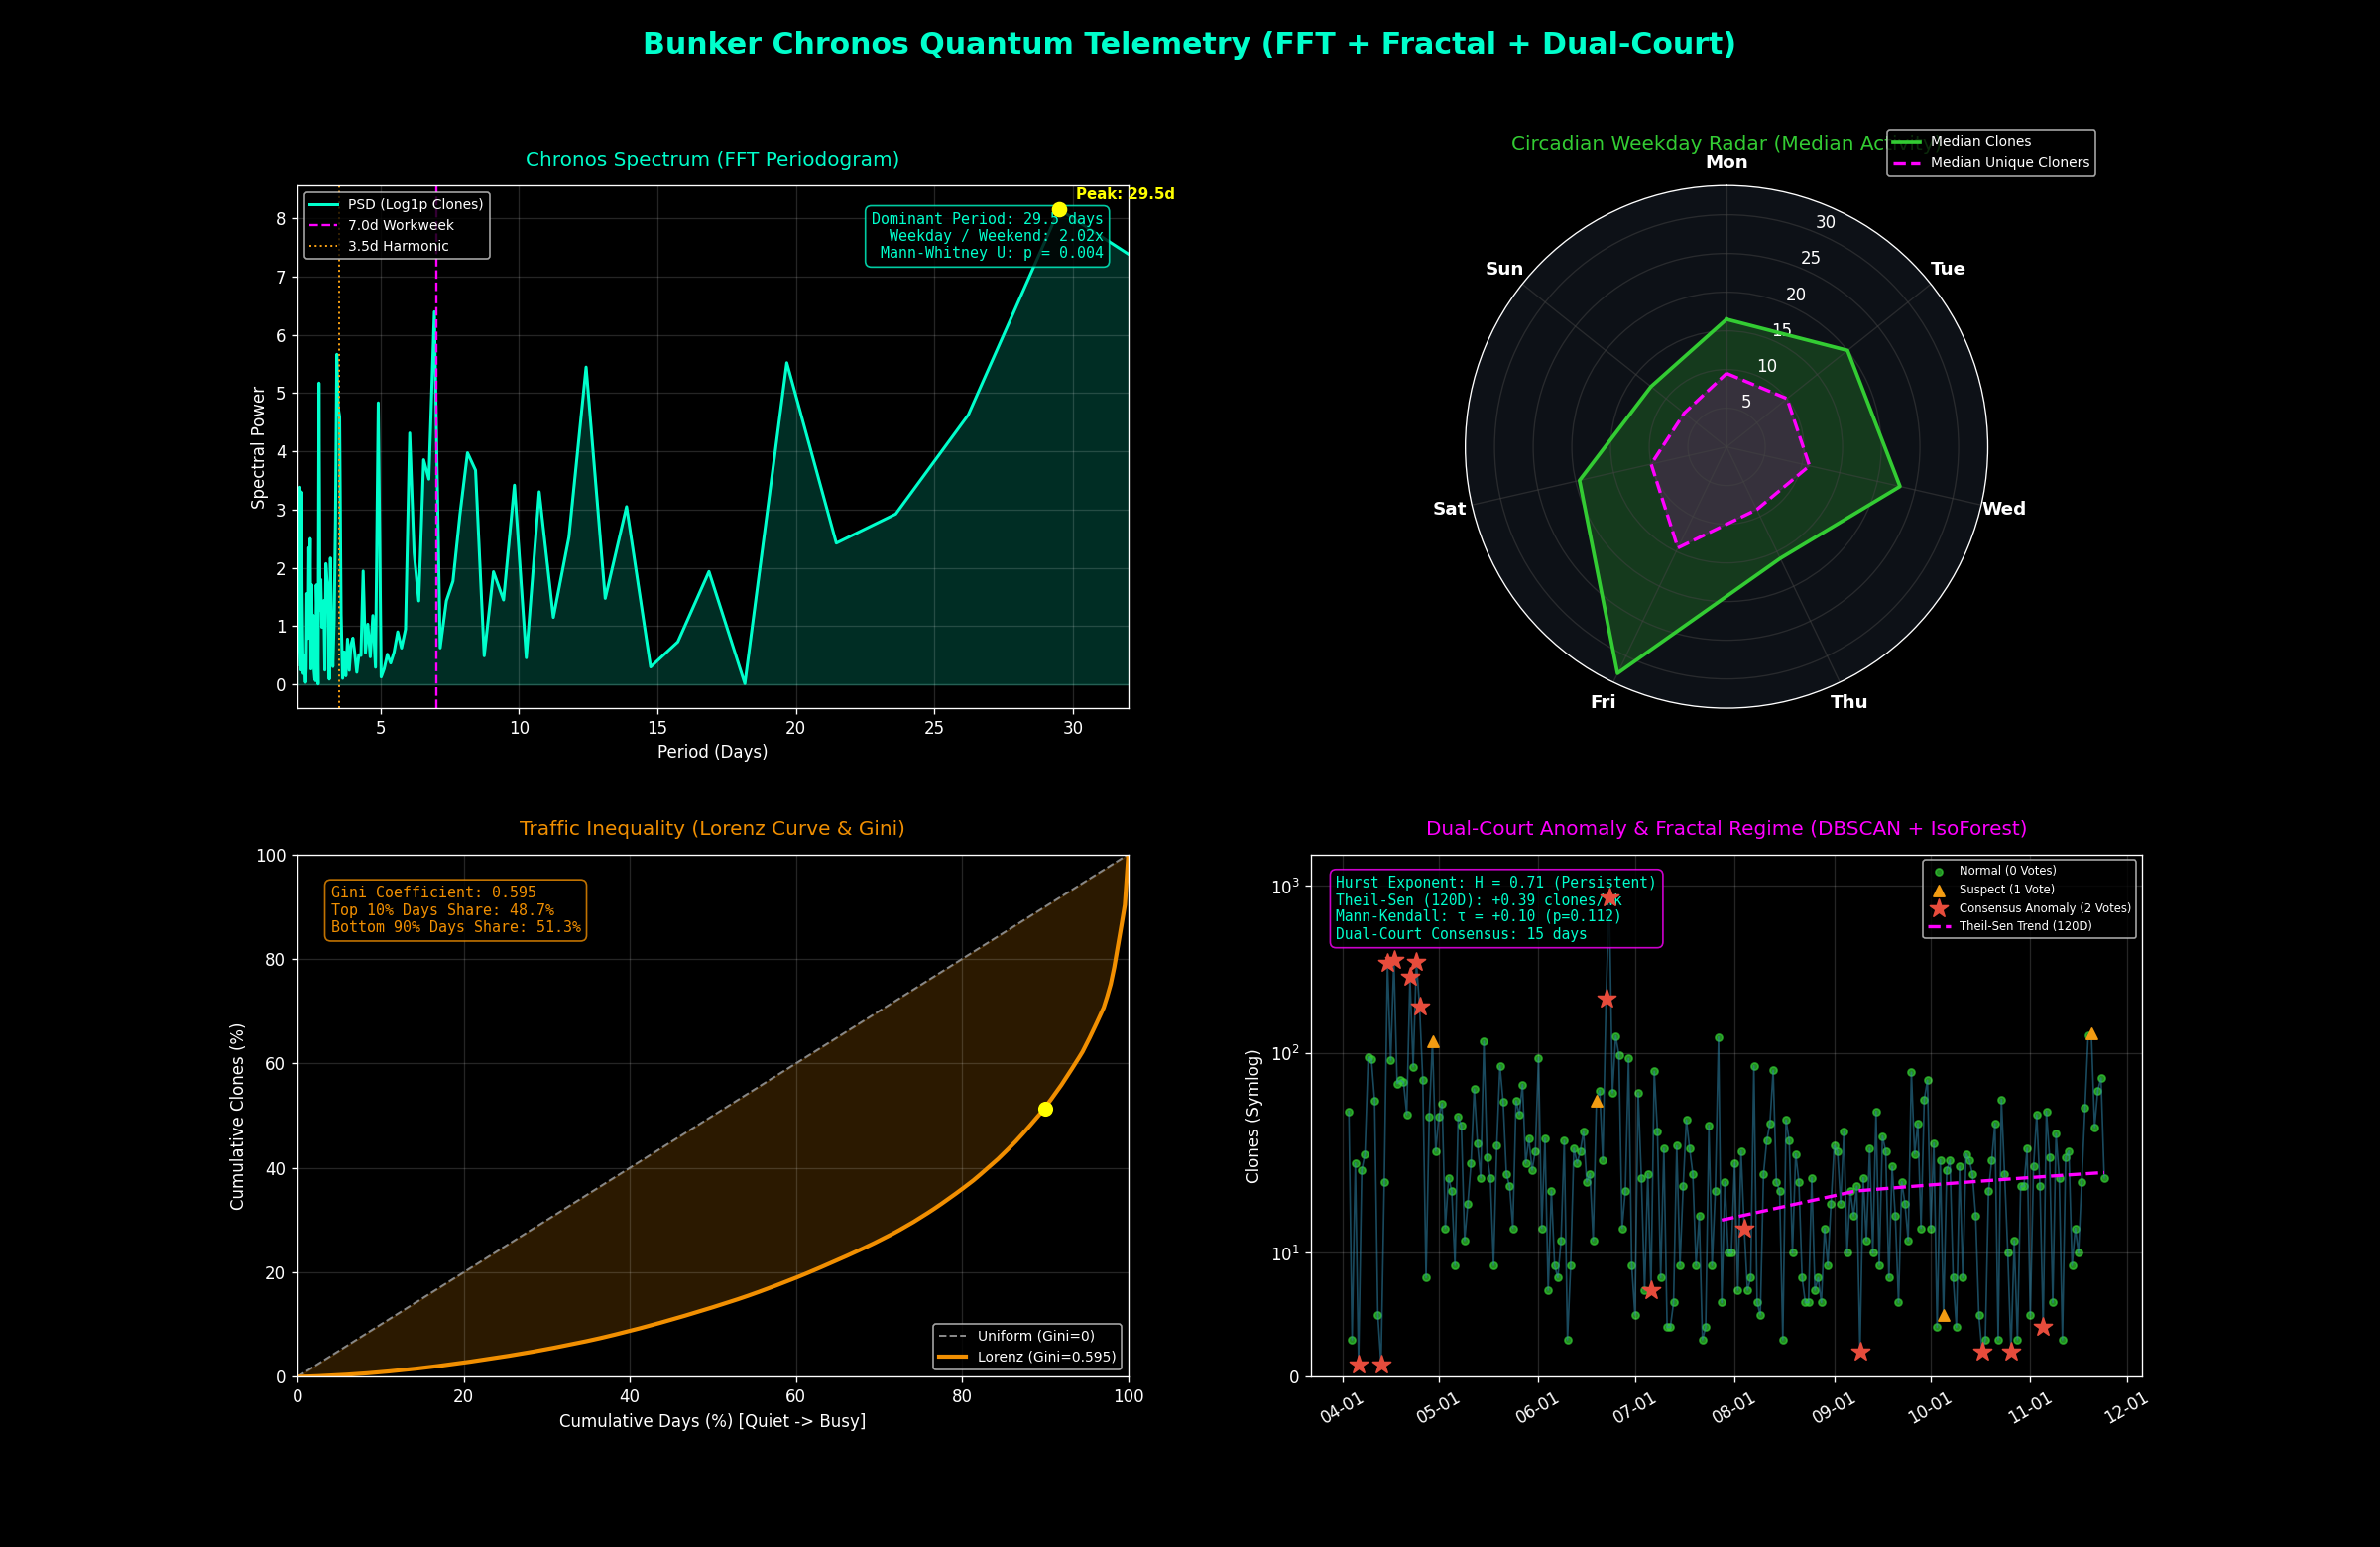 Bunker Chronos Quantum Telemetry (FFT + Fractal + Dual-Court)
Chronos Spectrum (FFT Periodogram)
PSD (Log1p Clones)
7.0d Workweek
3.5d Harmonic
Peak: 29.5d
Dominant Period: 29.5 days
Weekday / Weekend: 2.02x
Mann-Whitney U: p = 0.004
8
7
6
5
4
3
2
1
0
Spectral Power
5
10
15
20
25
30
Period (Days)
Circadian Weekday Radar (Median Activity)
Median Clones
Median Unique Cloners
Mon
Tue
Wed
Thu
Fri
Sat
Sun
30
25
20
15
10
5
Traffic Inequality (Lorenz Curve & Gini)
Gini Coefficient: 0.595
Top 10% Days Share: 48.7%
Bottom 90% Days Share: 51.3%
100
80
60
40
20
0
Cumulative Clones (%)
Uniform (Gini=0)
Lorenz (Gini=0.595)
0
20
40
60
80
100
Cumulative Days (%) [Quiet -> Busy]
Dual-Court Anomaly & Fractal Regime (DBSCAN + IsoForest)
Hurst Exponent: H = 0.71 (Persistent)
Theil-Sen (120D): +0.39 clones/wk
Mann-Kendall: τ = +0.10 (p=0.112)
Dual-Court Consensus: 15 days
Normal (0 Votes)
Suspect (1 Vote)
Consensus Anomaly (2 Votes)
Theil-Sen Trend (120D)
10³
10²
10¹
0
Clones (Symlog)
04-01
05-01
06-01
07-01
08-01
09-01
10-01
11-01
12-01